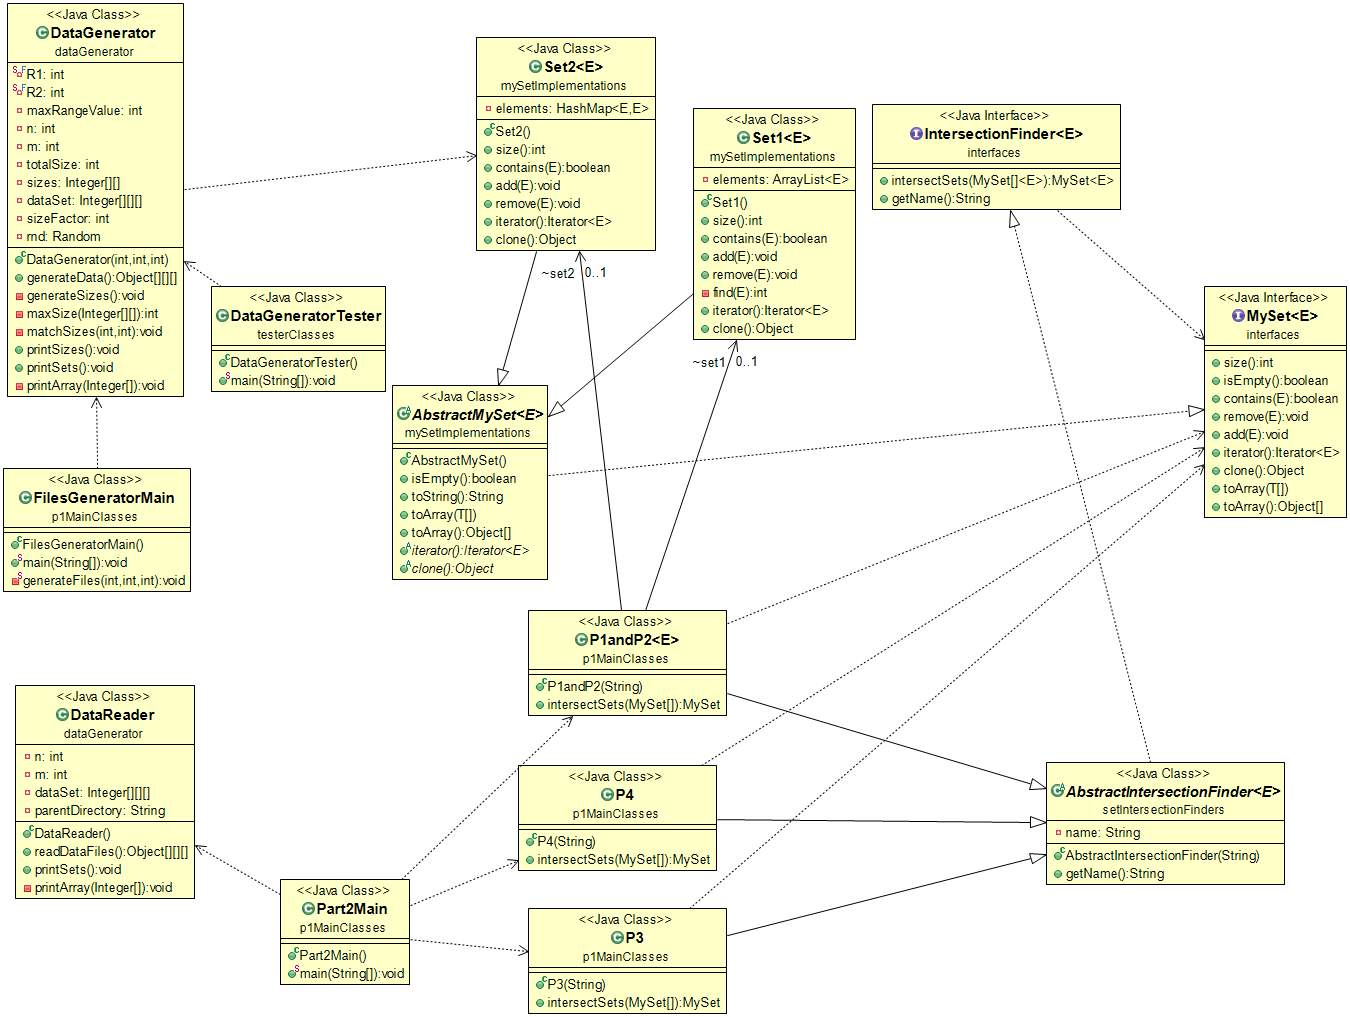 <<Java Class>>
DataGenerator
dataGenerator
R1: int
R2: int
maxRangeValue: int
n: int
m: int
totalSize: int
sizes: Integer[][]
dataSet: Integer[][][]
sizeFactor: int
rnd: Random
DataGenerator(int,int,int)
generateData():Object[][][]
generateSizes():void
maxSize(Integer[][]):int
matchSizes(int,int):void
printSizes():void
printSets():void
printArray(Integer[]):void
<<Java Class>>
Set2<E>
mySetImplementations
elements: HashMap<E,E>
Set2()
size():int
contains(E):boolean
add(E):void
remove(E):void
iterator():Iterator<E>
clone():Object
<<Java Class>>
Set1<E>
mySetImplementations
elements: ArrayList<E>
Set1()
size():int
contains(E):boolean
add(E):void
remove(E):void
find(E):int
iterator():Iterator<E>
clone():Object
<<Java Interface>>
IntersectionFinder<E>
interfaces
intersectSets(MySet[]<E>):MySet<E>
getName():String
~set2 0..1
<<Java Class>>
DataGeneratorTester
testerClasses
DataGeneratorTester()
main(String[]):void
<<Java Interface>>
MySet<E>
interfaces
size():int
isEmpty():boolean
contains(E):boolean
remove(E):void
add(E):void
iterator():Iterator<E>
clone():Object
toArray(T[])
toArray():Object[]
~set1 0..1
<<Java Class>>
AbstractMySet<E>
mySetImplementations
AbstractMySet()
isEmpty():boolean
toString():String
toArray(T[])
toArray():Object[]
iterator():Iterator<E>
clone():Object
<<Java Class>>
FilesGeneratorMain
p1MainClasses
FilesGeneratorMain()
main(String[]):void
generateFiles(int,int,int):void
<<Java Class>>
P1andP2<E>
p1MainClasses
P1andP2(String)
intersectSets(MySet[]):MySet
<<Java Class>>
DataReader
dataGenerator
n: int
m: int
dataSet: Integer[][][]
parentDirectory: String
DataReader()
readDataFiles():Object[][][]
printSets():void
printArray(Integer[]):void
<<Java Class>>
P4
p1MainClasses
P4(String)
intersectSets(MySet[]):MySet
<<Java Class>>
AbstractIntersectionFinder<E>
setIntersectionFinders
name: String
AbstractIntersectionFinder(String)
getName():String
<<Java Class>>
Part2Main
p1MainClasses
Part2Main()
main(String[]):void
<<Java Class>>
P3
p1MainClasses
P3(String)
intersectSets(MySet[]):MySet